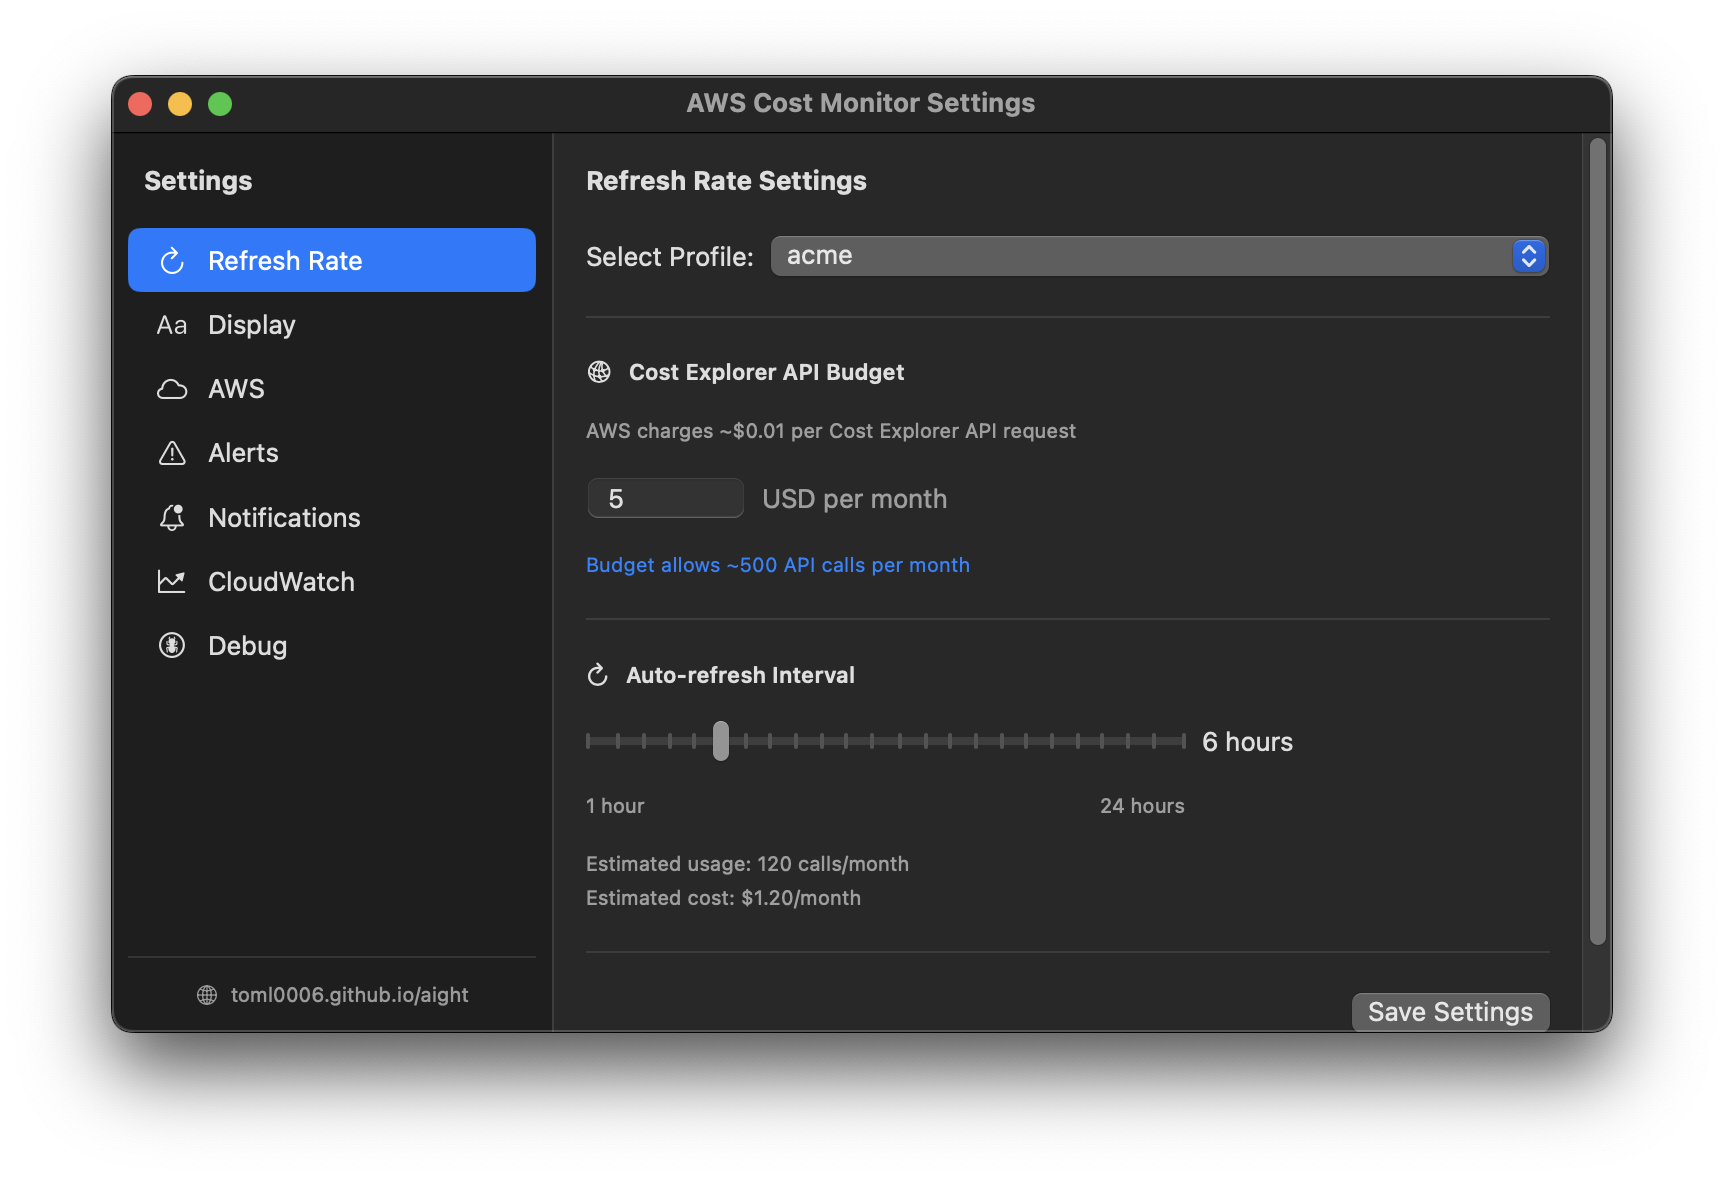 AWS Cost Monitor Settings
Settings
Refresh Rate
Aa Display
AWS
Alerts
Notifications
CloudWatch
Debug
toml0006.github.io/aight
Refresh Rate Settings
Select Profile: acme
Cost Explorer API Budget
AWS charges ~$0.01 per Cost Explorer API request
5 USD per month
Budget allows ~500 API calls per month
Auto-refresh Interval
6 hours
1 hour 24 hours
Estimated usage: 120 calls/month
Estimated cost: $1.20/month
Save Settings